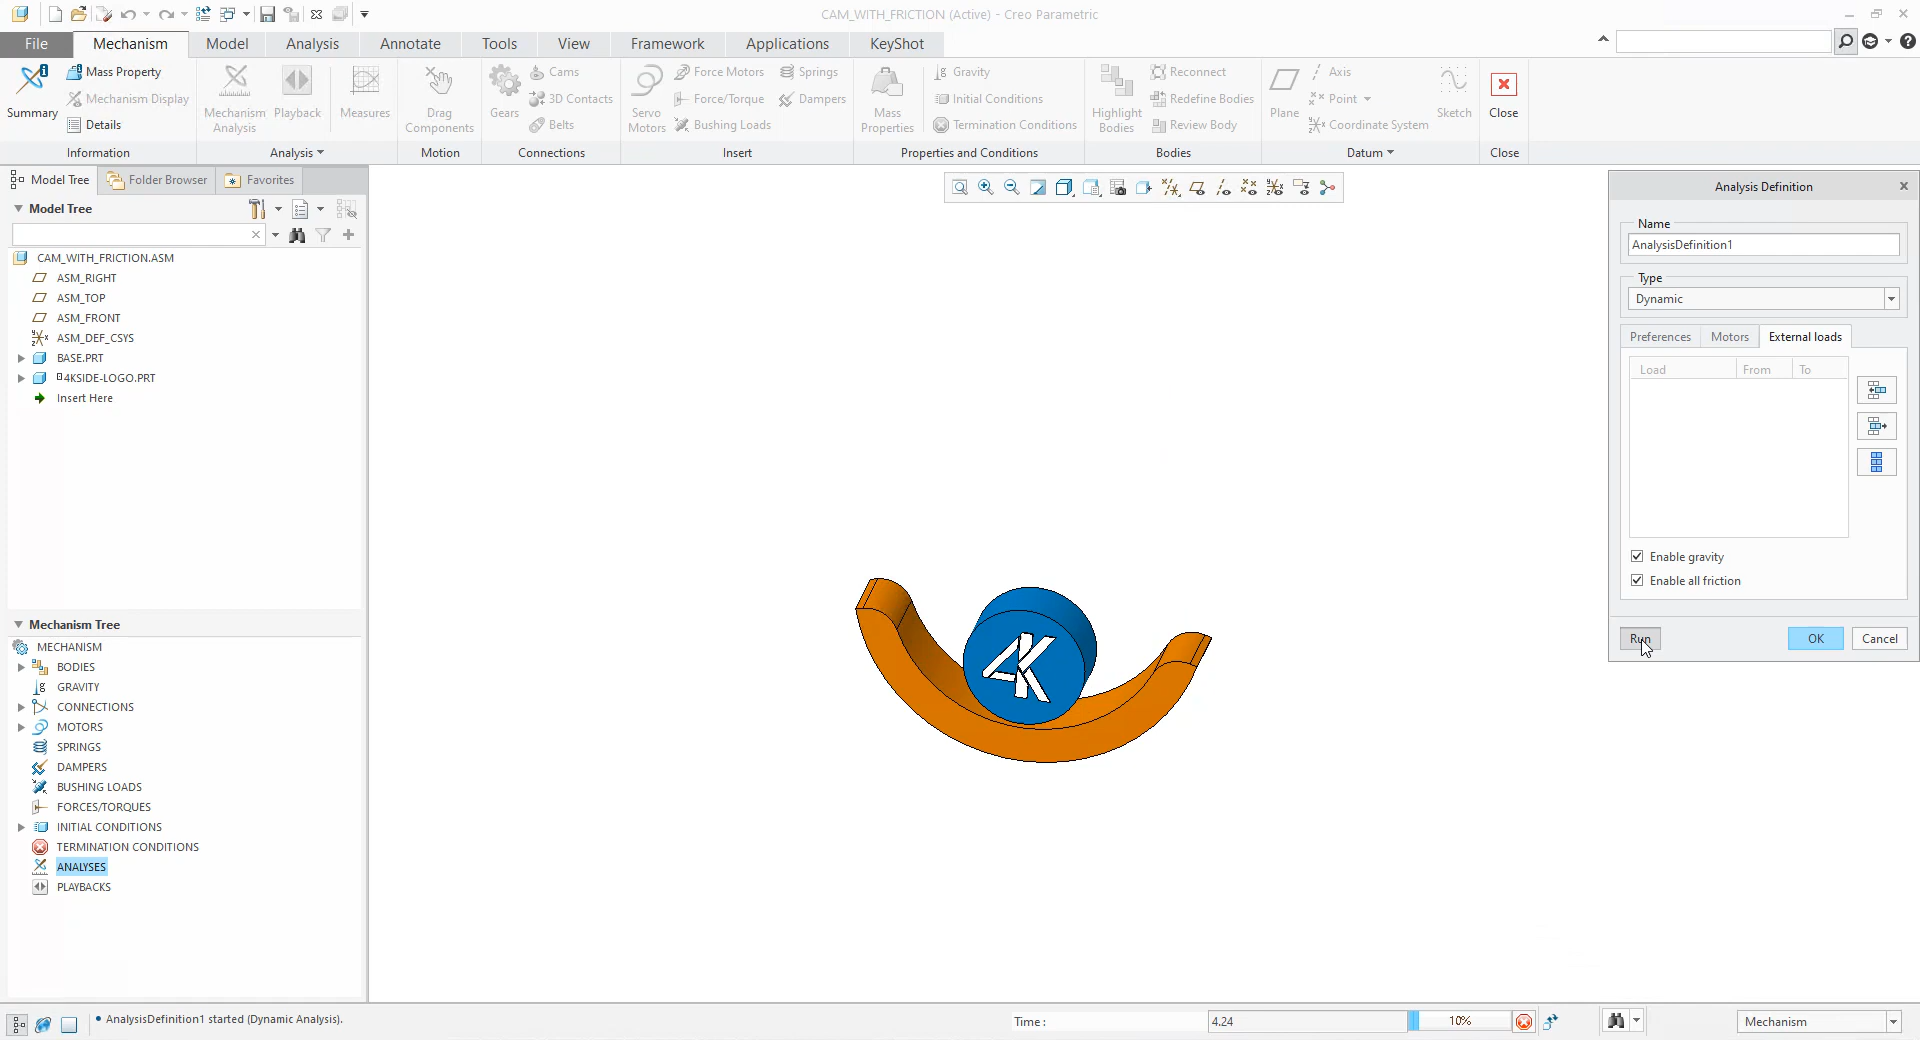 CAM_WITH_FRICTION (Active) - Creo Parametric
File Mechanism Model Analysis Annotate Tools View Framework Applications KeyShot
Summary
Mass Property
Mechanism Display
Details
Information
Mechanism
Analysis
Playback
Measures
Analysis
Drag
Components
Motion
Gears
Cams
3D Contacts
Belts
Connections
Servo
Motors
Force Motors
Force/Torque
Bushing Loads
Springs
Dampers
Insert
Mass
Properties
Gravity
Initial Conditions
Termination Conditions
Properties and Conditions
Highlight
Bodies
Reconnect
Redefine Bodies
Review Body
Bodies
Plane
Axis
Point
Coordinate System
Sketch
Datum
Close
Close
Model Tree Folder Browser Favorites
Model Tree
CAM_WITH_FRICTION.ASM
ASM_RIGHT
ASM_TOP
ASM_FRONT
ASM_DEF_CSYS
BASE.PRT
4KSIDE-LOGO.PRT
Insert Here
Mechanism Tree
MECHANISM
BODIES
GRAVITY
CONNECTIONS
MOTORS
SPRINGS
DAMPERS
BUSHING LOADS
FORCES/TORQUES
INITIAL CONDITIONS
TERMINATION CONDITIONS
ANALYSES
PLAYBACKS
4K
Analysis Definition
Name
AnalysisDefinition1
Type
Dynamic
Preferences Motors External loads
Load From To
Enable gravity
Enable all friction
Run OK Cancel
AnalysisDefinition1 started (Dynamic Analysis).
Time : 4.24 10% Mechanism